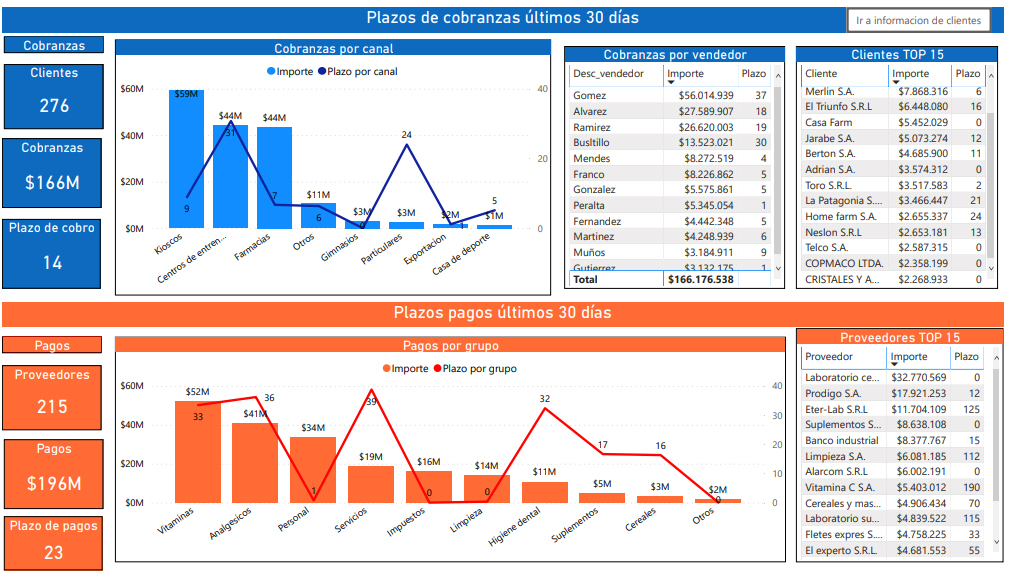 Plazos de cobranzas últimos 30 días
Ir a informacion de clientes
Cobranzas
Clientes
276
Cobranzas
$166M
Plazo de cobro
14
Cobranzas por canal
Importe Plazo por canal
$60M
$40M
$20M
$0M
40
20
0
$59M
$44M
$44M
$11M
$3M
$3M
$2M
$1M
9
31
7
6
0
24
1
5
Kioscos
Centros de entren...
Farmacias
Otros
Gimnasios
Particulares
Exportacion
Casa de deporte
Cobranzas por vendedor
Desc_vendedor Importe Plazo
Gomez $56.014.939 37
Alvarez $27.589.907 18
Ramirez $26.620.003 19
Busltillo $13.523.021 30
Mendes $8.272.519 4
Franco $8.226.862 5
Gonzalez $5.575.861 5
Peralta $5.345.054 1
Fernandez $4.442.348 5
Martinez $4.248.939 6
Muños $3.184.911 9
Gutierrez $3.132.175 1
Total $166.176.538
Clientes TOP 15
Cliente Importe Plazo
Merlin S.A. $7.868.316 6
El Triunfo S.R.L $6.448.080 16
Casa Farm $5.452.029 0
Jarabe S.A. $5.073.274 12
Berton S.A. $4.685.900 11
Adrian S.A. $3.574.312 0
Toro S.R.L. $3.517.583 2
La Patagonia S.... $3.466.447 21
Home farm S.A. $2.655.337 24
Neslon S.R.L $2.653.181 13
Telco S.A. $2.587.315 0
COPMACO LTDA. $2.358.199 0
CRISTALES Y A... $2.268.933 0
Plazos pagos últimos 30 días
Pagos
Proveedores
215
Pagos
$196M
Plazo de pagos
23
Pagos por grupo
Importe Plazo por grupo
$60M
$40M
$20M
$0M
40
30
20
10
0
$52M
$41M
$34M
$19M
$16M
$14M
$11M
$5M
$3M
$2M
33
36
1
39
0
0
32
17
16
0
Vitaminas
Analgesicos
Personal
Servicios
Impuestos
Limpieza
Higiene dental
Suplementos
Cereales
Otros
Proveedores TOP 15
Proveedor Importe Plazo
Laboratorio ce... $32.770.569 0
Prodigo S.A. $17.921.253 12
Eter-Lab S.R.L $11.704.109 125
Suplementos S... $8.638.108 0
Banco industrial $8.377.767 15
Limpieza S.A. $6.081.185 112
Alarcom S.R.L $6.002.191 0
Vitamina C S.A. $5.403.012 190
Cereales y mas... $4.906.434 70
Laboratorio su... $4.839.522 115
Fletes expres S.... $4.758.225 33
El experto S.R.L. $4.681.553 55